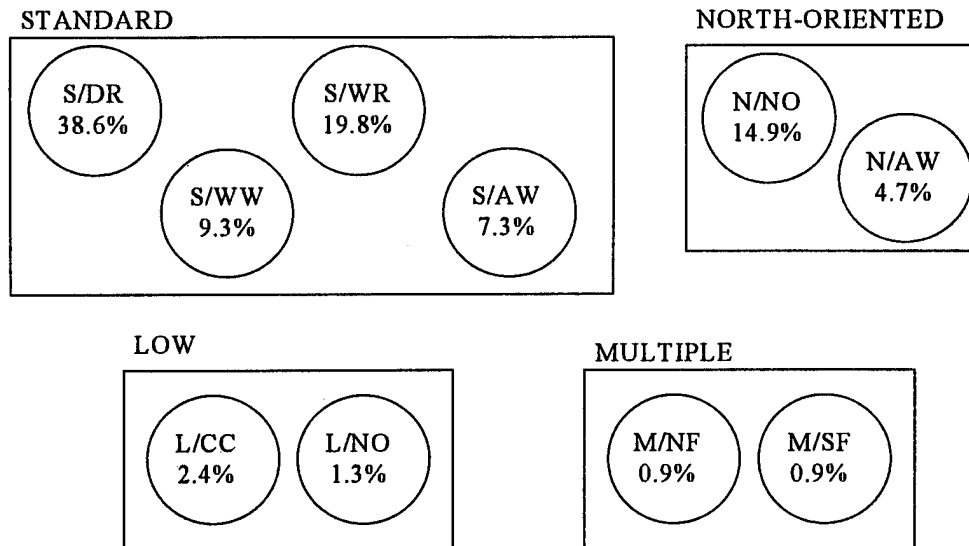 STANDARD
S/DR
38.6%
S/WR
19.8%
S/WW
9.3%
S/AW
7.3%
NORTH-ORIENTED
N/NO
14.9%
N/AW
4.7%
LOW
L/CC
2.4%
L/NO
1.3%
MULTIPLE
M/NF
0.9%
M/SF
0.9%